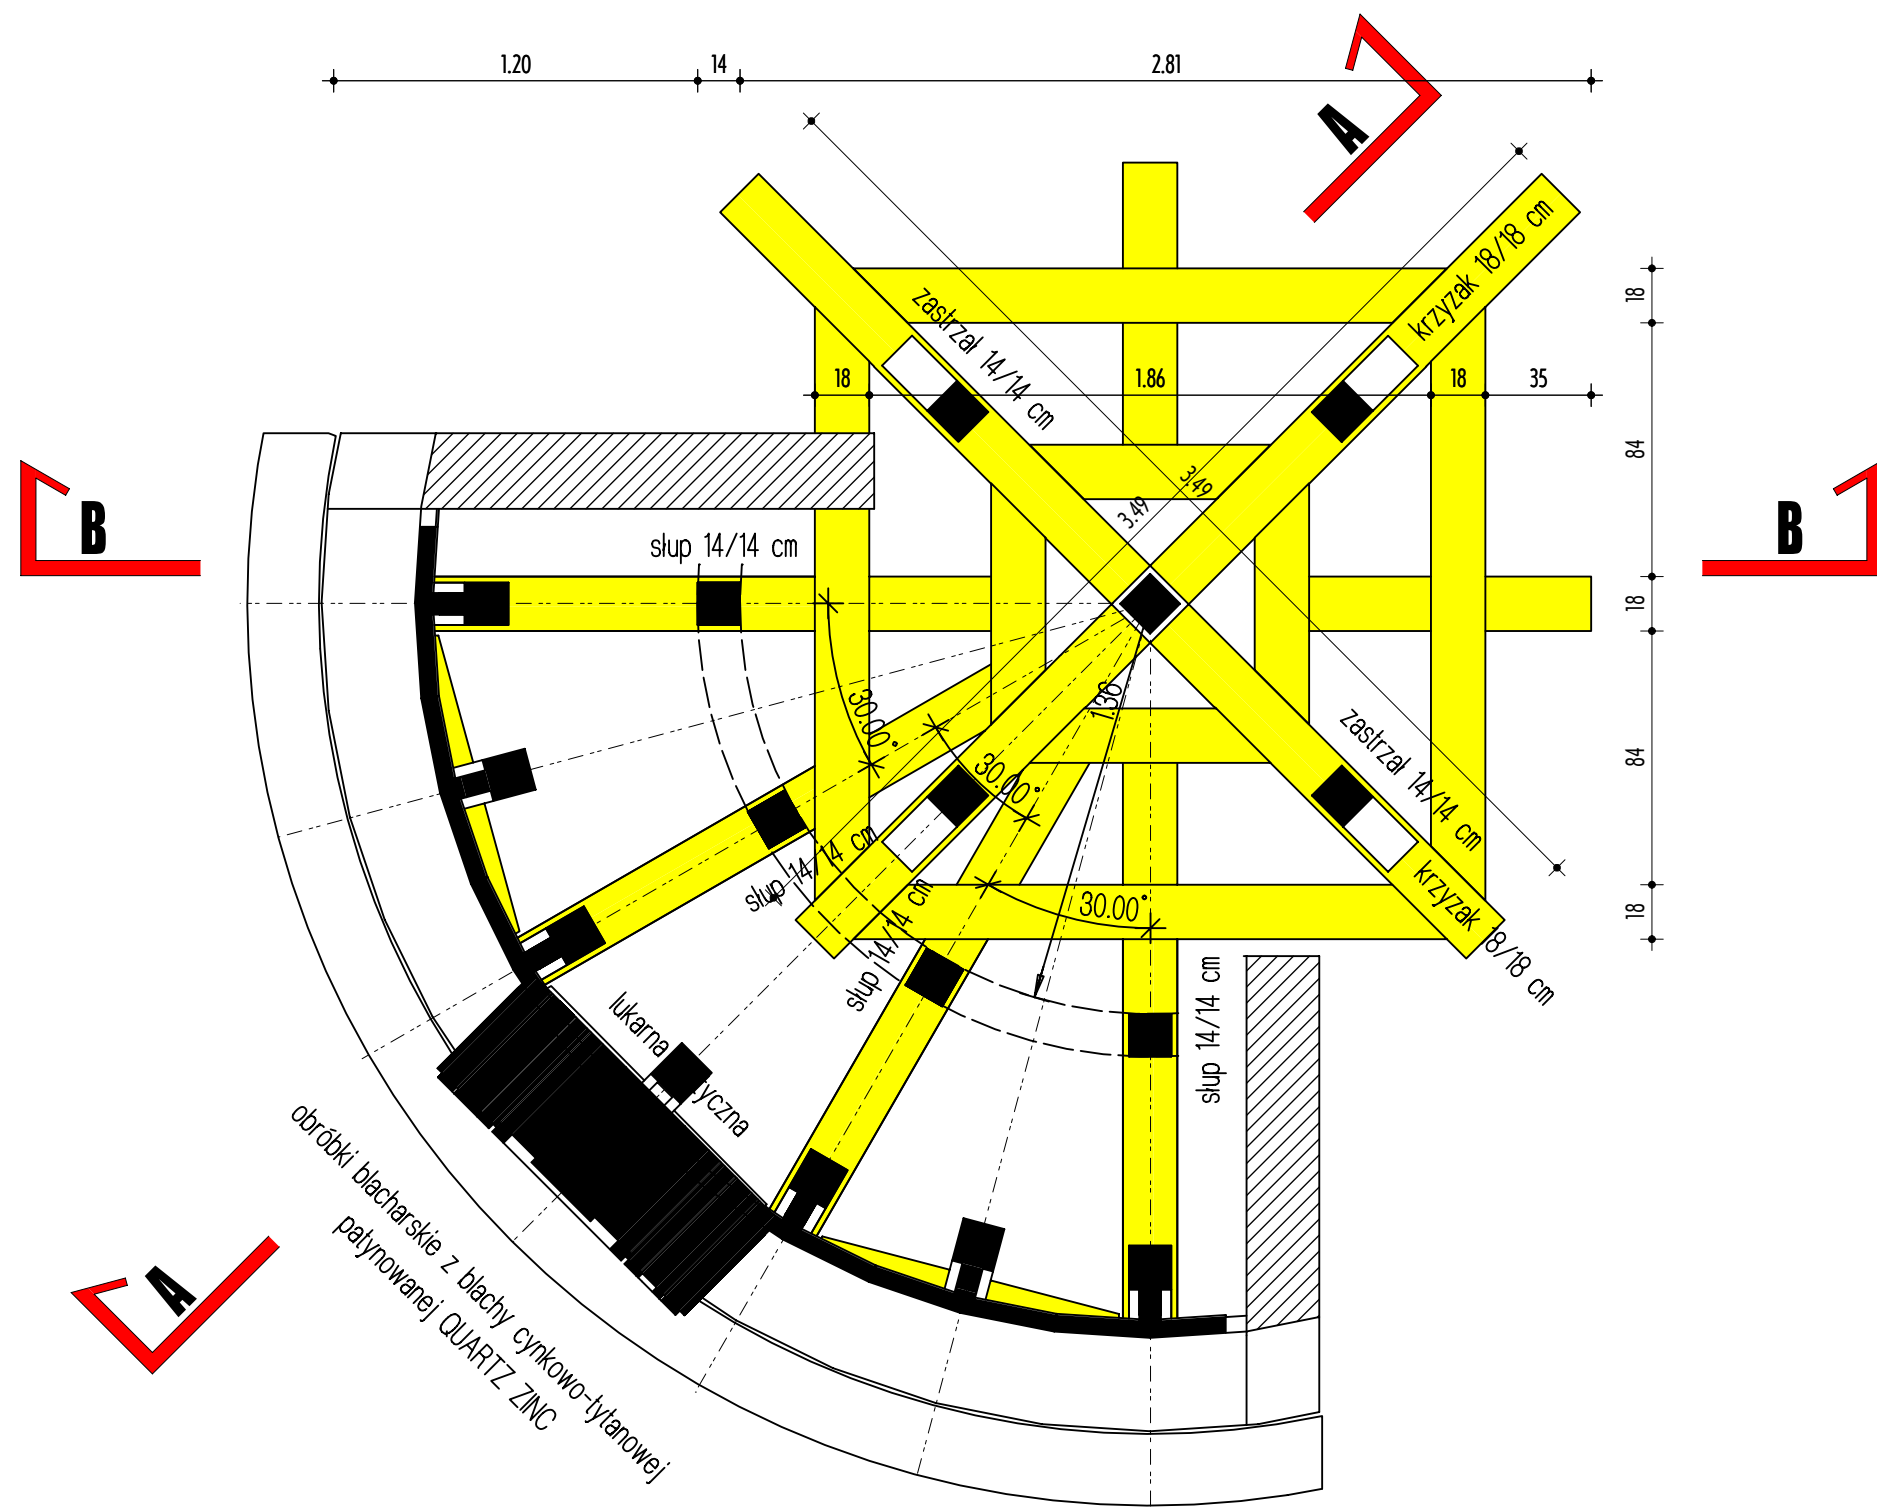 1.20
14
2.81
A
18
zastrzał 14/14 cm
krzyzak 18/18 cm
18
1.86
18
35
84
3.49
3.49
B
słup 14/14 cm
B
18
30.00°
1.36
zastrzał 14/14 cm
84
30.00°
słup 14/14 cm
słup 14/14 cm
30.00°
krzyzak 18/18 cm
18
słup 14/14 cm
lukarna
yczna
obróbki blacharskie z blachy cynkowo-tytanowej
patynowanej QUARTZ ZINC
A